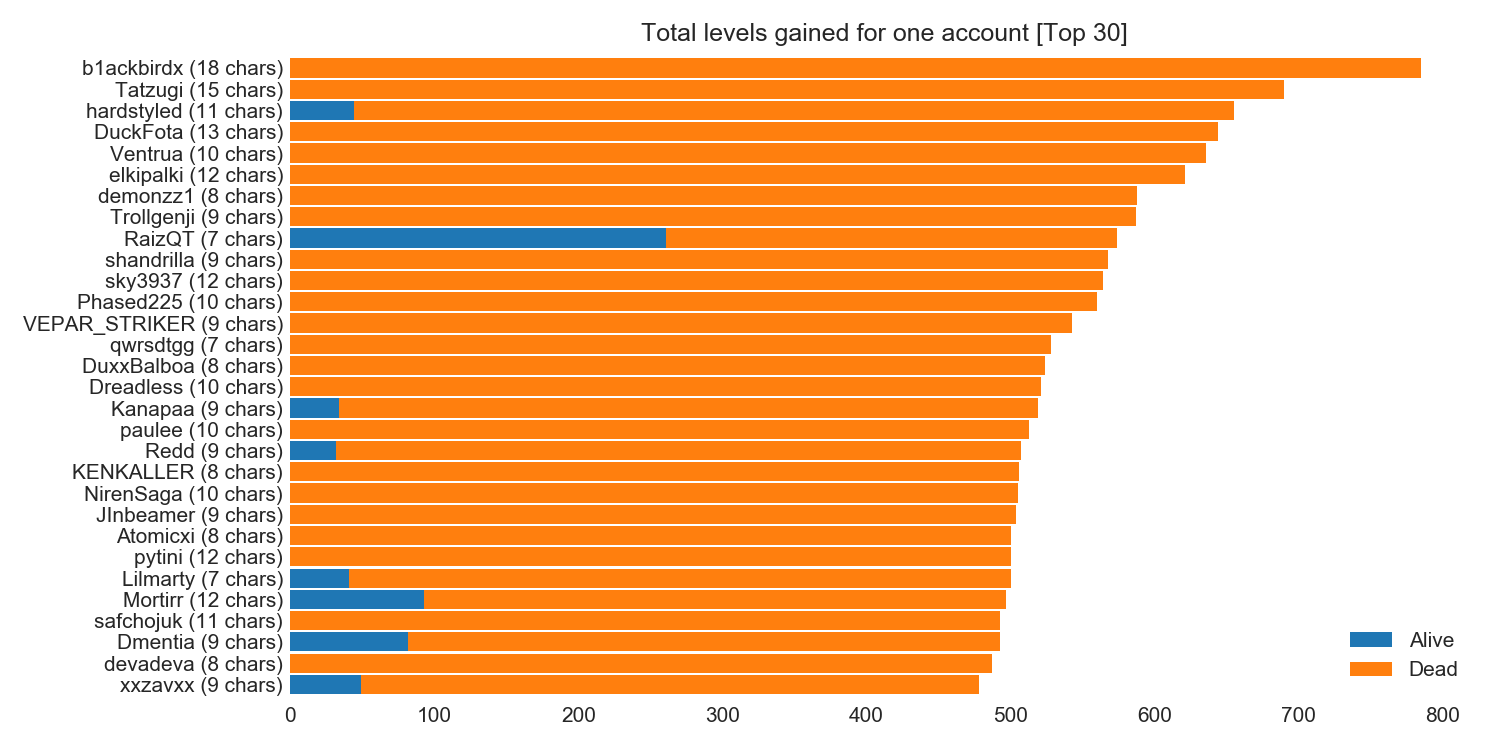 Total levels gained for one account [Top 30]
b1ackbirdx (18 chars)
Tatzugi (15 chars)
hardstyled (11 chars)
DuckFota (13 chars)
Ventrua (10 chars)
elkipalki (12 chars)
demonzz1 (8 chars)
Trollgenji (9 chars)
RaizQT (7 chars)
shandrilla (9 chars)
sky3937 (12 chars)
Phased225 (10 chars)
VEPAR_STRIKER (9 chars)
qwrsdtgg (7 chars)
DuxxBalboa (8 chars)
Dreadless (10 chars)
Kanapaa (9 chars)
paulee (10 chars)
Redd (9 chars)
KENKALLER (8 chars)
NirenSaga (10 chars)
JInbeamer (9 chars)
Atomicxi (8 chars)
pytini (12 chars)
Lilmarty (7 chars)
Mortirr (12 chars)
safchojuk (11 chars)
Dmentia (9 chars)
devadeva (8 chars)
xxzavxx (9 chars)
Alive
Dead
0 100 200 300 400 500 600 700 800